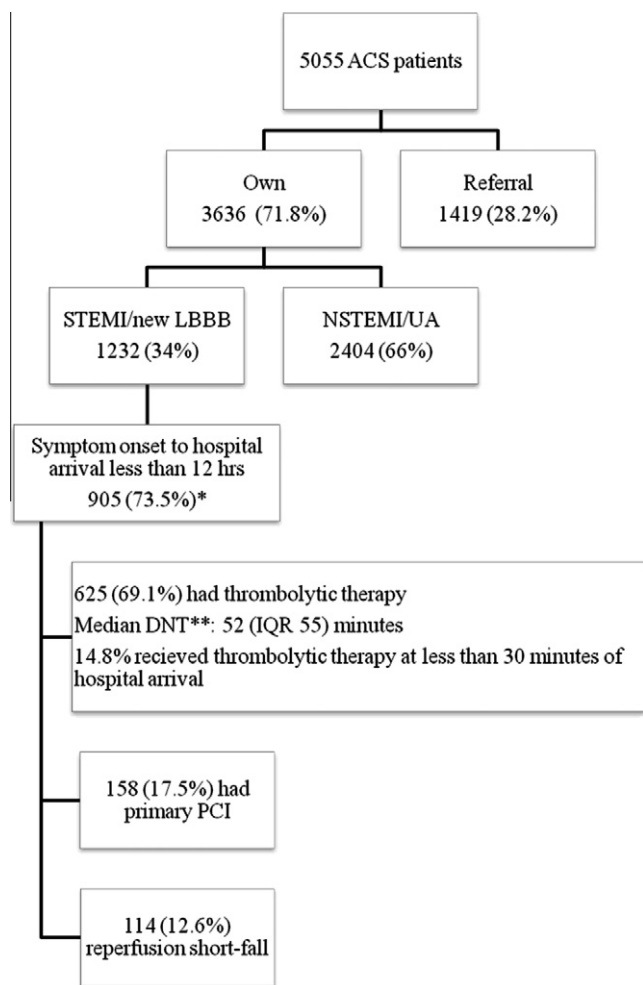 5055 ACS patients
Own
3636 (71.8%)
Referral
1419 (28.2%)
STEMI/new LBBB
1232 (34%)
NSTEMI/UA
2404 (66%)
Symptom onset to hospital
arrival less than 12 hrs
905 (73.5%)*
625 (69.1%) had thrombolytic therapy
Median DNT**: 52 (IQR 55) minutes
14.8% recieved thrombolytic therapy at less than 30 minutes of
hospital arrival
158 (17.5%) had
primary PCI
114 (12.6%)
reperfusion short-fall